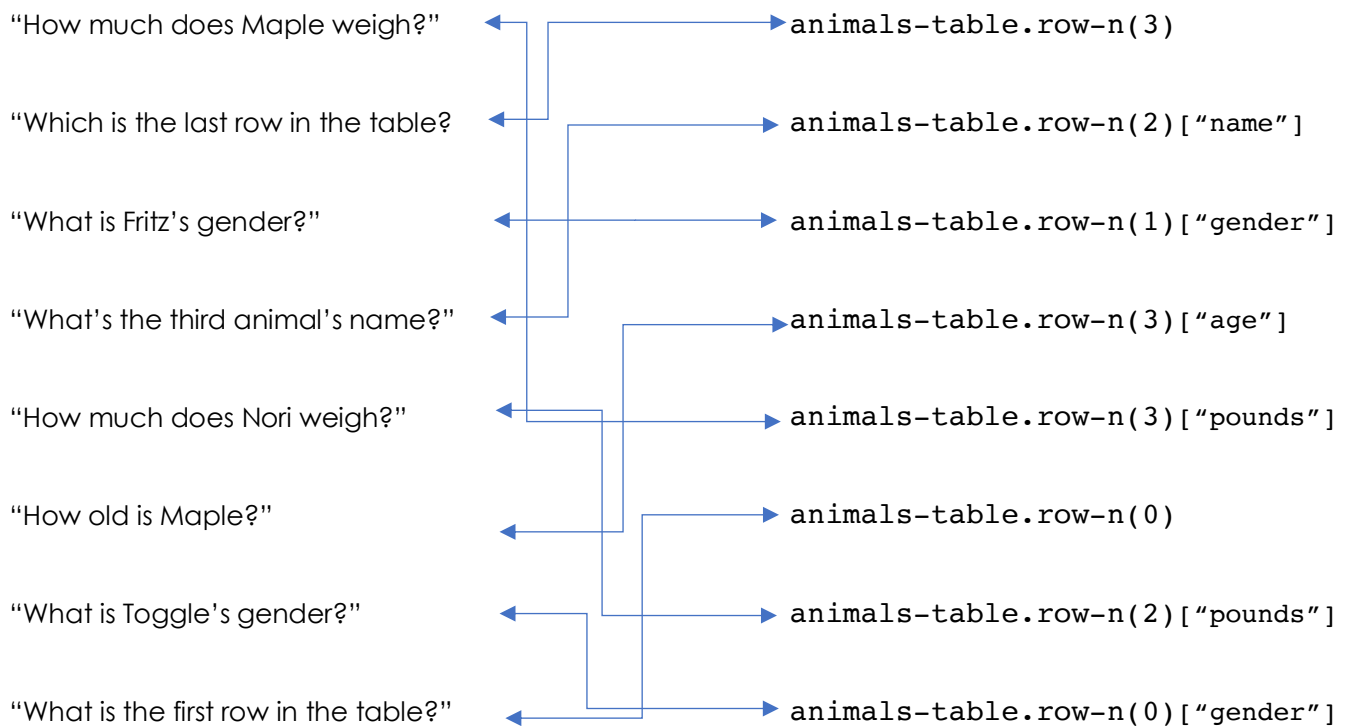 “How much does Maple weigh?” animals-table.row-n(3)
“Which is the last row in the table? animals-table.row-n(2)[“name”]
“What is Fritz’s gender?” animals-table.row-n(1)[“gender”]
“What’s the third animal’s name?” animals-table.row-n(3)[“age”]
“How much does Nori weigh?” animals-table.row-n(3)[“pounds”]
“How old is Maple?” animals-table.row-n(0)
“What is Toggle’s gender?” animals-table.row-n(2)[“pounds”]
“What is the first row in the table?” animals-table.row-n(0)[“gender”]